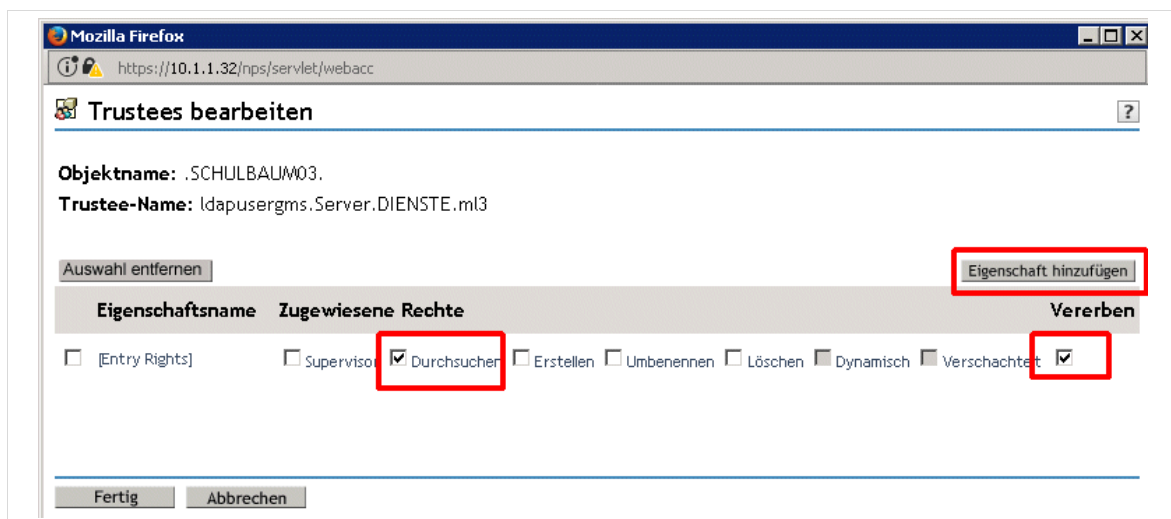 Mozilla Firefox
https://10.1.1.32/nps/servlet/webacc
Trustees bearbeiten
?
Objektname: .SCHULBAUM03.
Trustee-Name: ldapusergms.Server.DIENSTE.ml3
Auswahl entfernen Eigenschaft hinzufügen
Eigenschaftsname Zugewiesene Rechte Vererben
[Entry Rights] Supervisor Durchsuchen Erstellen Umbenennen Löschen Dynamisch Verschachtelt
Fertig Abbrechen